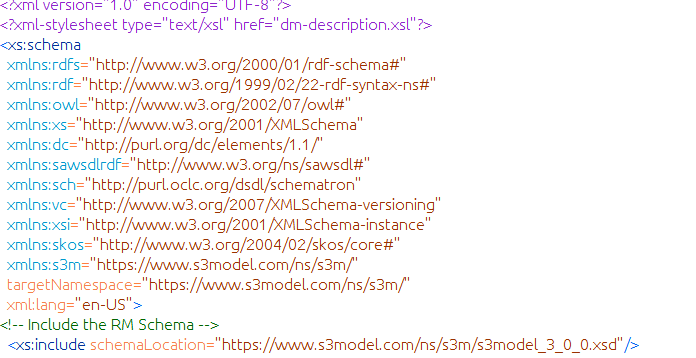 <?xml version="1.0" encoding="UTF-8"?>
<?xml-stylesheet type="text/xsl" href="dm-description.xsl"?>
<xs:schema
xmlns:rdfs="http://www.w3.org/2000/01/rdf-schema#"
xmlns:rdf="http://www.w3.org/1999/02/22-rdf-syntax-ns#"
xmlns:owl="http://www.w3.org/2002/07/owl#"
xmlns:xs="http://www.w3.org/2001/XMLSchema"
xmlns:dc="http://purl.org/dc/elements/1.1/"
xmlns:sawsdlrdf="http://www.w3.org/ns/sawsdl#"
xmlns:sch="http://purl.oclc.org/dsdl/schematron"
xmlns:vc="http://www.w3.org/2007/XMLSchema-versioning"
xmlns:xsi="http://www.w3.org/2001/XMLSchema-instance"
xmlns:skos="http://www.w3.org/2004/02/skos/core#"
xmlns:s3m="https://www.s3model.com/ns/s3m/"
targetNamespace="https://www.s3model.com/ns/s3m/"
xml:lang="en-US">
<!-- Include the RM Schema -->
<xs:include schemaLocation="https://www.s3model.com/ns/s3m/s3model_3_0_0.xsd"/>